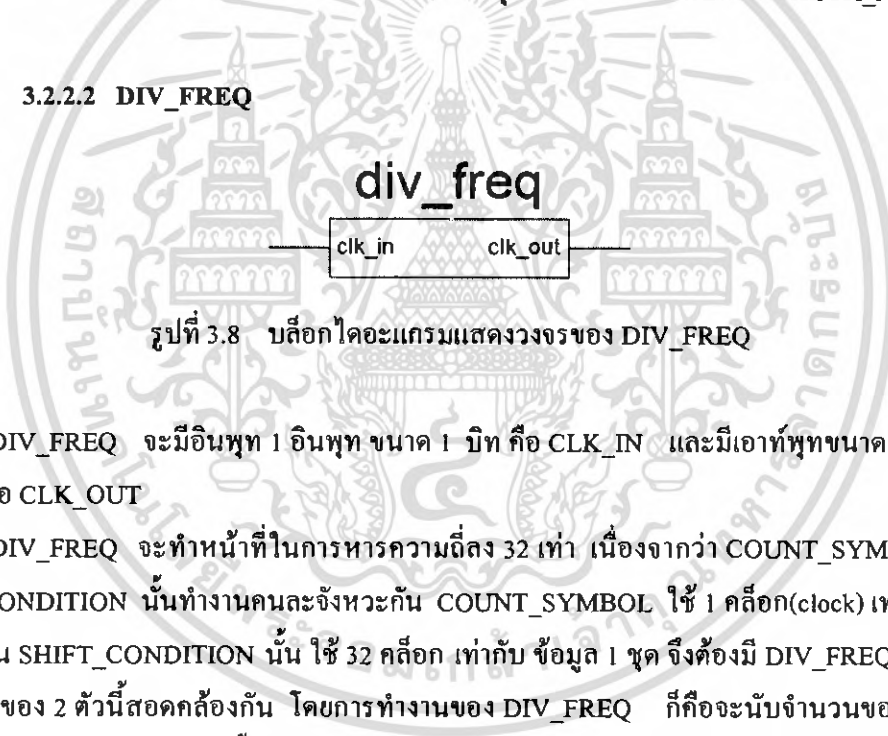 3.2.2.2 DIV_FREQ
div_freq
clk_in clk_out
รูปที่ 3.8 บล็อกไดอะแกรมแสดงวงจรของ DIV_FREQ
DIV_FREQ จะมีอินพุท 1 อินพุท ขนาด 1 บิท คือ CLK_IN และมีเอาท์พุทขนาด
CLK_OUT
DIV_FREQ จะทำหน้าที่ในการหารความถี่ลง 32 เท่า เนื่องจากว่า COUNT_SYM
CONDITION นั้นทำงานคนละจังหวะกัน COUNT_SYMBOL ใช้ 1 คล็อก(clock) เท
SHIFT_CONDITION นั้น ใช้ 32 คล็อก เท่ากับ ข้อมูล 1 ชุด จึงต้องมี DIV_FREQ
ของ 2 ตัวนี้สอดคล้องกัน โดยการทำงานของ DIV_FREQ ก็คือจะนับจำนวนขอ